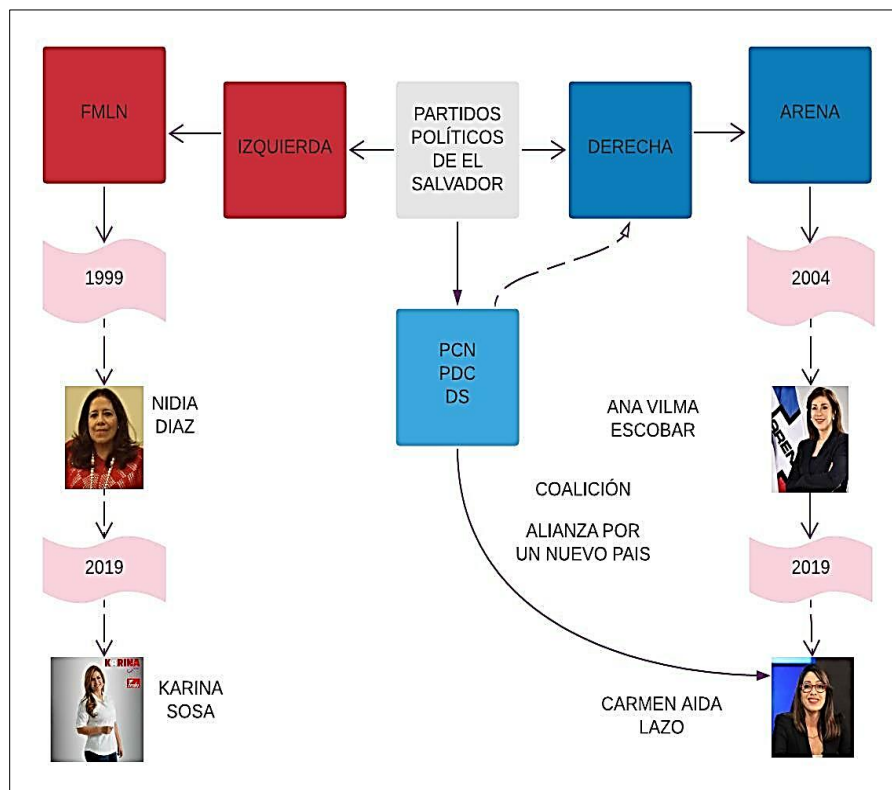 FMLN
IZQUIERDA
PARTIDOS
POLÍTICOS
DE EL
SALVADOR
DERECHA
ARENA
1999
2004
PCN
PDC
DS
NIDIA
DIAZ
ANA VILMA
ESCOBAR
COALICIÓN
ALIANZA POR
UN NUEVO PAIS
2019
2019
KARINA
KARINA
SOSA
CARMEN AIDA
LAZO